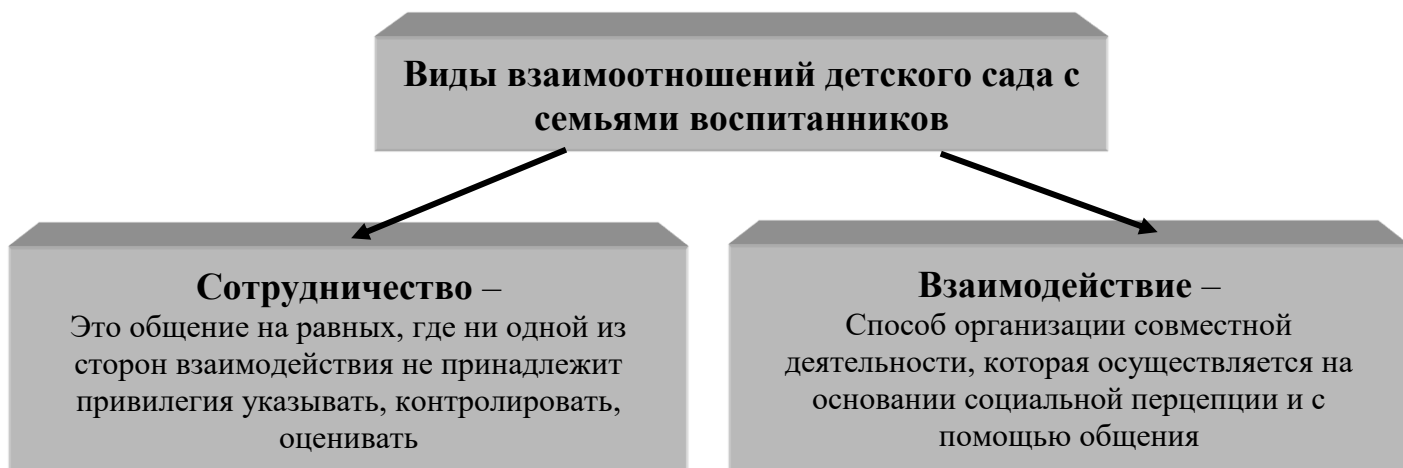 Виды взаимоотношений детского сада с
семьями воспитанников
Сотрудничество –
Это общение на равных, где ни одной из
сторон взаимодействия не принадлежит
привилегия указывать, контролировать,
оценивать
Взаимодействие –
Способ организации совместной
деятельности, которая осуществляется на
основании социальной перцепции и с
помощью общения